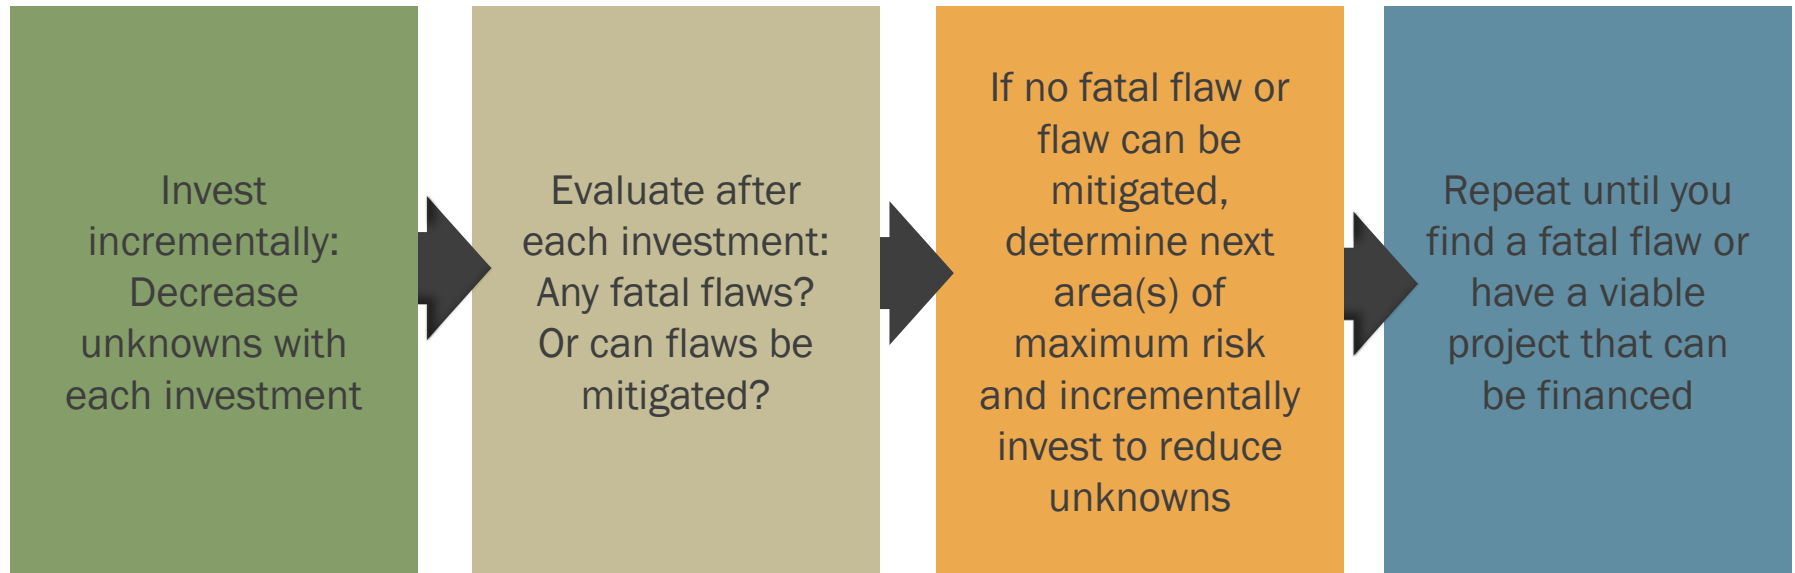 Invest
incrementally:
Decrease
unknowns with
each investment
Evaluate after
each investment:
Any fatal flaws?
Or can flaws be
mitigated?
If no fatal flaw or
flaw can be
mitigated,
determine next
area(s) of
maximum risk
and incrementally
invest to reduce
unknowns
Repeat until you
find a fatal flaw or
have a viable
project that can
be financed